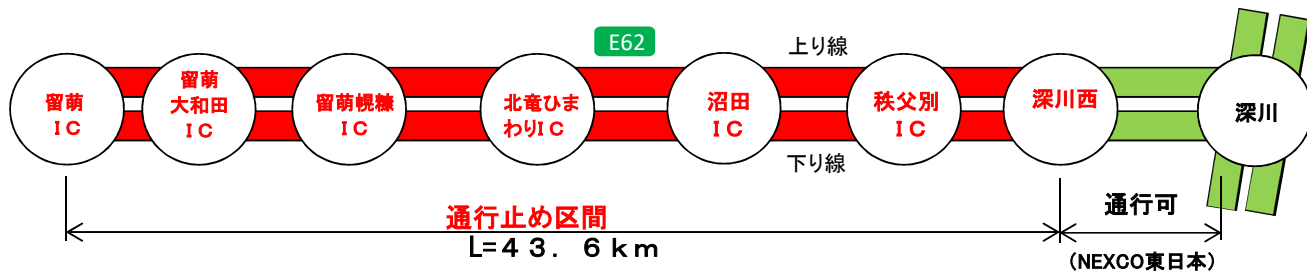 E62
上り線
留萌
ＩＣ
留萌
大和田
ＩＣ
留萌幌糠
ＩＣ
北竜ひま
わりＩＣ
沼田
ＩＣ
秩父別
ＩＣ
深川西
深川
下り線
通行止め区間
L=４３．６ｋｍ
通行可
(NEXCO東日本)